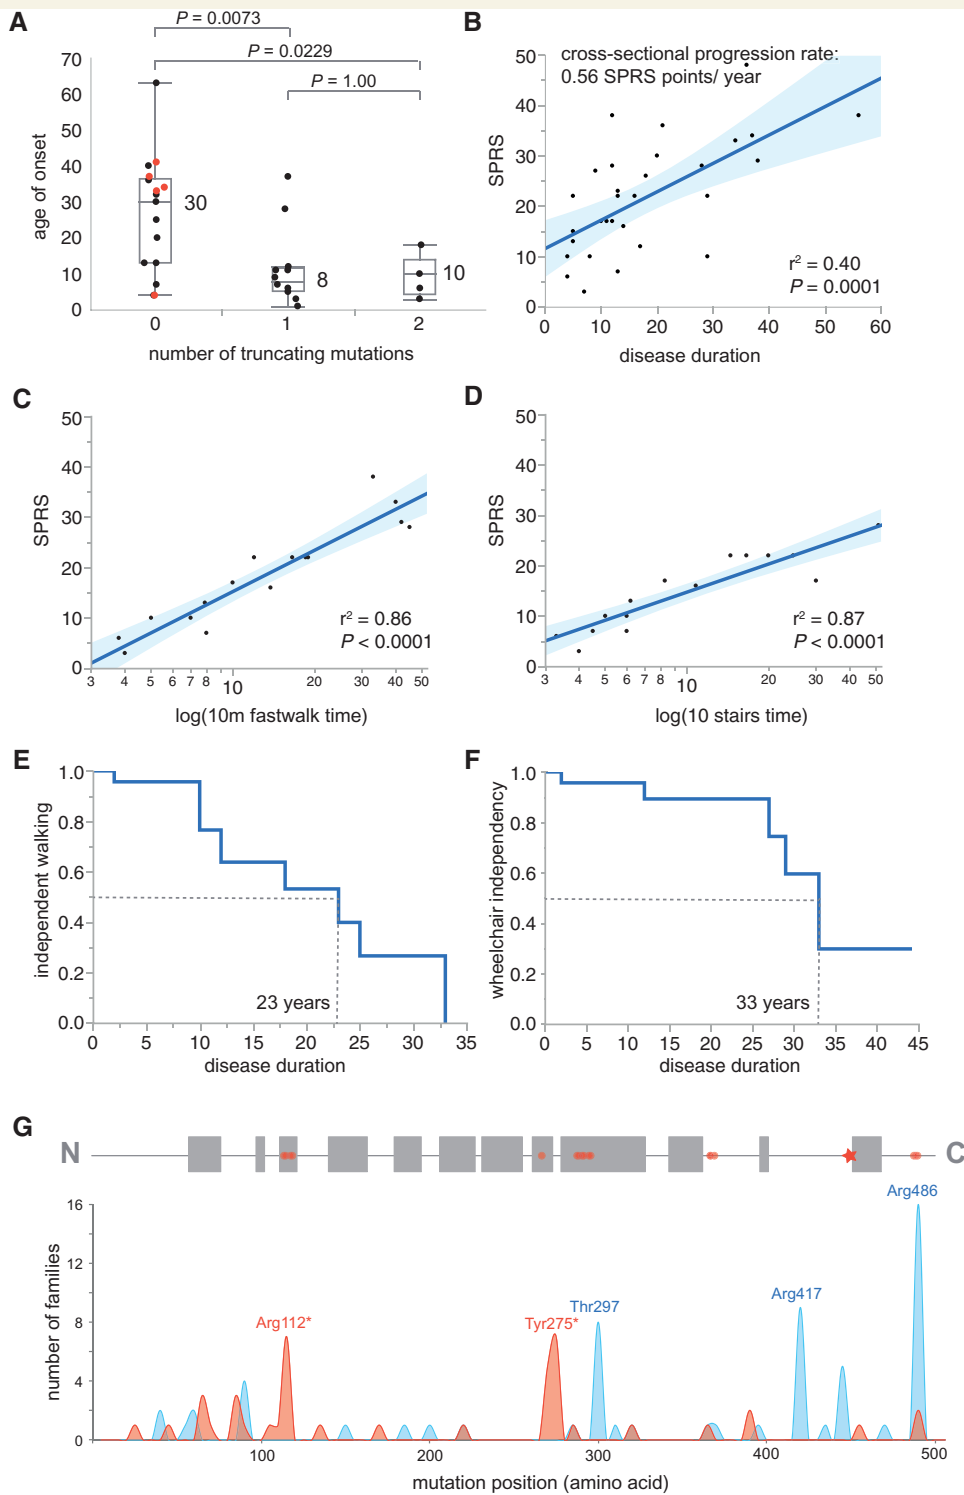 A
P = 0.0073
P = 0.0229
P = 1.00
70
60
50
40
30
20
10
0
age of onset
30
8
10
0 1 2
number of truncating mutations
B
cross-sectional progression rate:
0.56 SPRS points/ year
50
40
30
20
10
0
SPRS
r² = 0.40
P = 0.0001
0 10 20 30 40 50 60
disease duration
C
50
40
30
20
10
0
SPRS
r² = 0.86
P < 0.0001
3 4 5 6 7 8 10 20 30 40 50
log(10m fastwalk time)
D
50
40
30
20
10
0
SPRS
r² = 0.87
P < 0.0001
3 4 5 6 7 8 10 20 30 40 50
log(10 stairs time)
E
1.0
0.8
0.6
0.4
0.2
0.0
independent walking
23 years
0 5 10 15 20 25 30 35
disease duration
F
1.0
0.8
0.6
0.4
0.2
0.0
wheelchair independency
33 years
0 5 10 15 20 25 30 35 40 45
disease duration
G
N C
Arg486
Arg417
Thr297
Tyr275*
Arg112*
16
12
8
4
0
number of families
100 200 300 400 500
mutation position (amino acid)